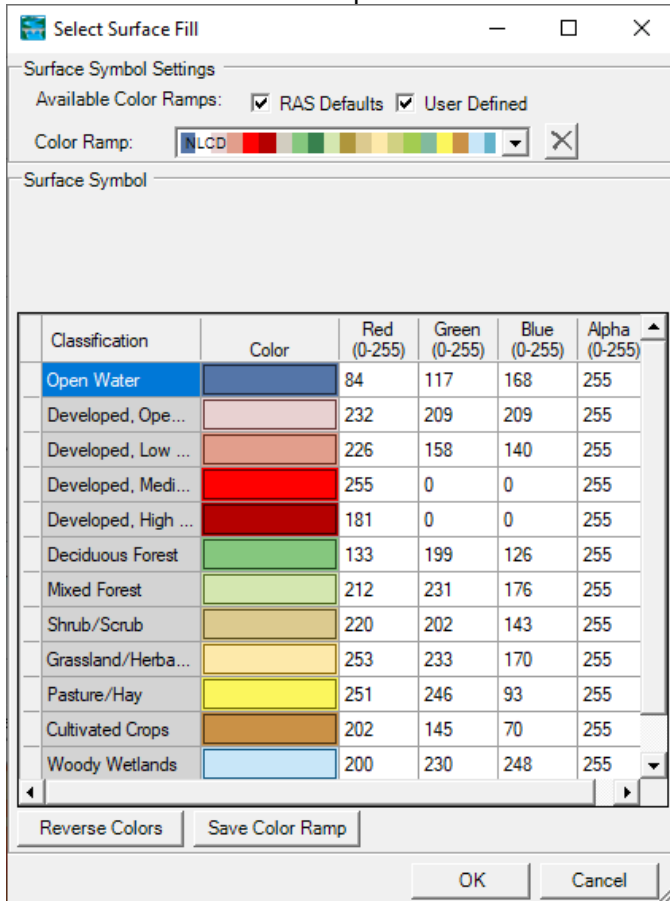 Select Surface Fill
Surface Symbol Settings
Available Color Ramps: RAS Defaults User Defined
Color Ramp: NLCD
Surface Symbol
Classification Color Red (0-255) Green (0-255) Blue (0-255) Alpha (0-255)
Open Water 84 117 168 255
Developed, Ope... 232 209 209 255
Developed, Low ... 226 158 140 255
Developed, Medi... 255 0 0 255
Developed, High ... 181 0 0 255
Deciduous Forest 133 199 126 255
Mixed Forest 212 231 176 255
Shrub/Scrub 220 202 143 255
Grassland/Herba... 253 233 170 255
Pasture/Hay 251 246 93 255
Cultivated Crops 202 145 70 255
Woody Wetlands 200 230 248 255
Reverse Colors Save Color Ramp
OK Cancel